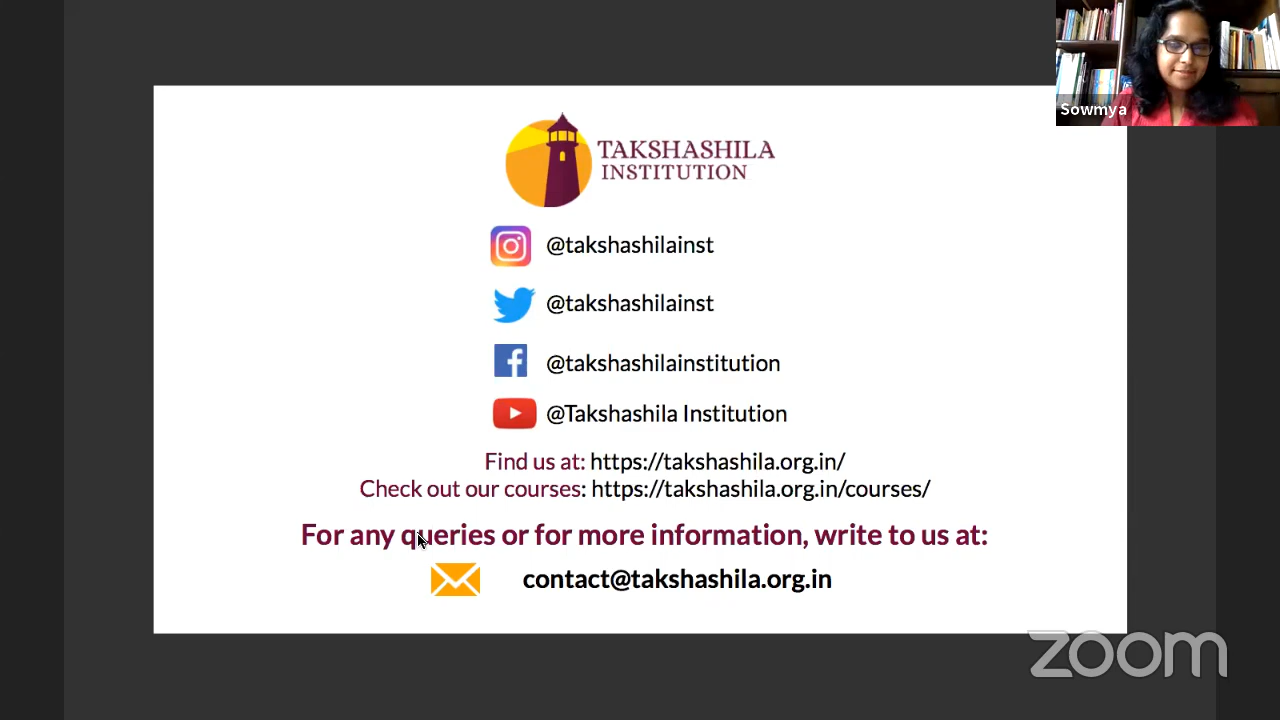 Sowmya
TAKSHASHILA
INSTITUTION
@takshashilainst
@takshashilainst
@takshashilainstitution
@Takshashila Institution
Find us at: https://takshashila.org.in/
Check out our courses: https://takshashila.org.in/courses/
For any queries or for more information, write to us at:
contact@takshashila.org.in
zoom